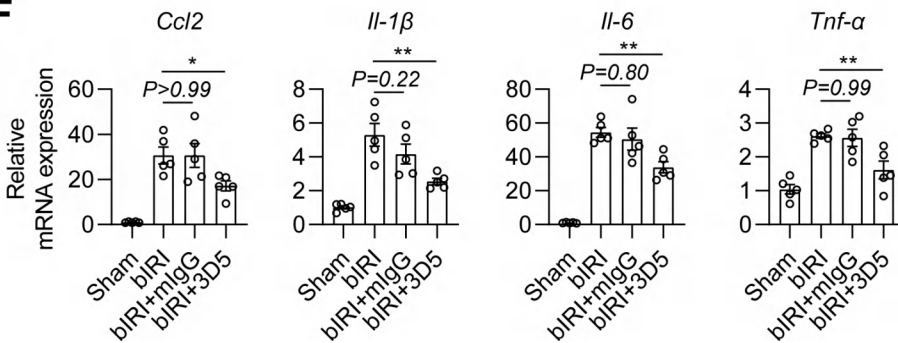 F
Ccl2 Il-1β Il-6 Tnf-α
* ** ** **
P>0.99 P=0.22 P=0.80 P=0.99
Relative
mRNA expression
60 8 80 4
40 6 60 3
20 4 40 2
0 2 20 1
0 0 0
Sham bIRI bIRI+mIgG bIRI+3D5 Sham bIRI bIRI+mIgG bIRI+3D5 Sham bIRI bIRI+mIgG bIRI+3D5 Sham bIRI bIRI+mIgG bIRI+3D5